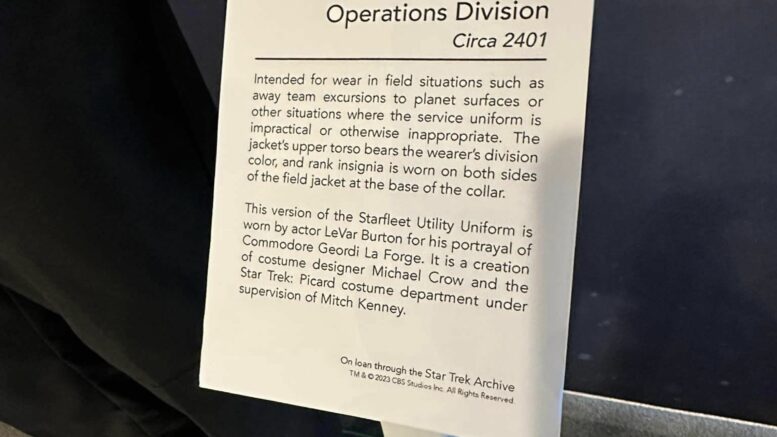 Operations Division
Circa 2401
Intended for wear in field situations such as
away team excursions to planet surfaces or
other situations where the service uniform is
impractical or otherwise inappropriate. The
jacket's upper torso bears the wearer's division
color, and rank insignia is worn on both sides
of the field jacket at the base of the collar.
This version of the Starfleet Utility Uniform is
worn by actor LeVar Burton for his portrayal of
Commodore Geordi La Forge. It is a creation
of costume designer Michael Crow and the
Star Trek: Picard costume department under
supervision of Mitch Kenney.
On loan through the Star Trek Archive
TM & © 2023 CBS Studios Inc. All Rights Reserved.